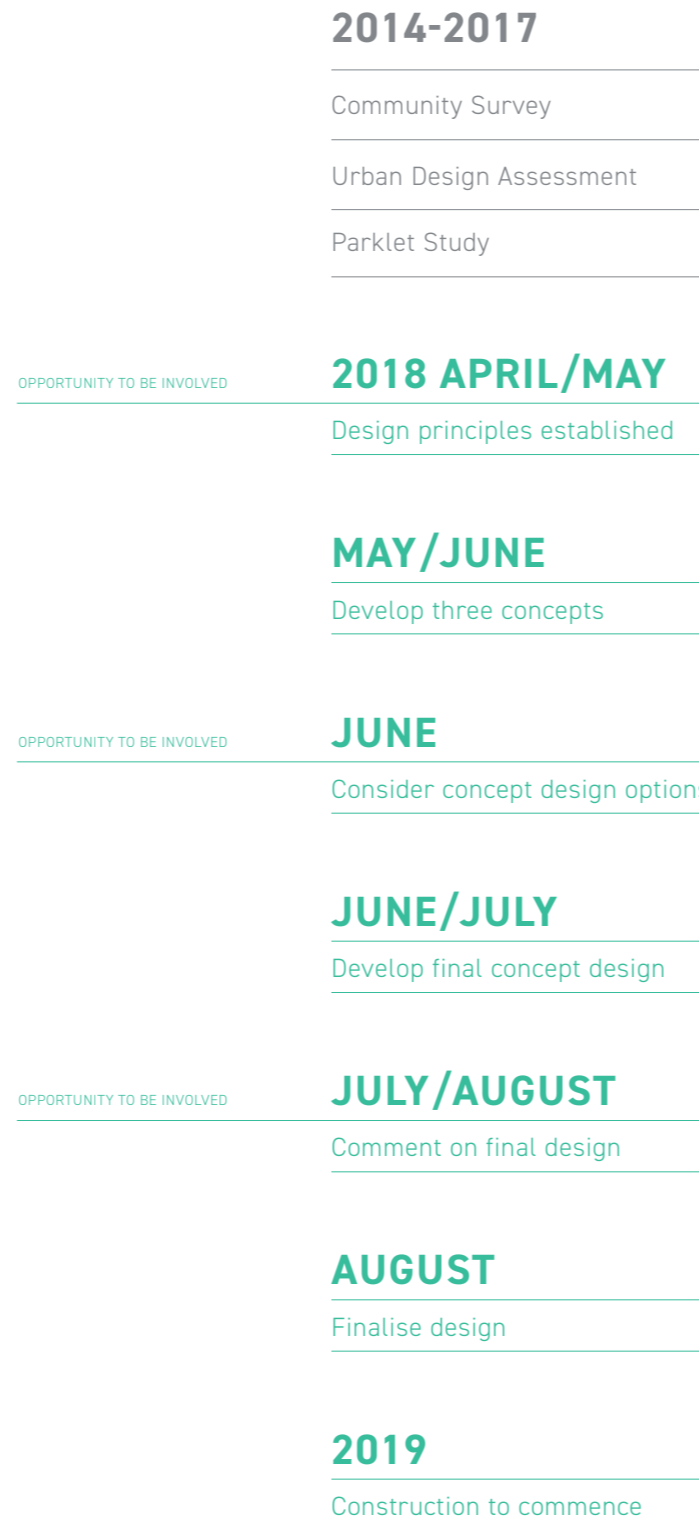 2014-2017
Community Survey
Urban Design Assessment
Parklet Study
OPPORTUNITY TO BE INVOLVED
2018 APRIL/MAY
Design principles established
MAY/JUNE
Develop three concepts
OPPORTUNITY TO BE INVOLVED
JUNE
Consider concept design option
JUNE/JULY
Develop final concept design
OPPORTUNITY TO BE INVOLVED
JULY/AUGUST
Comment on final design
AUGUST
Finalise design
2019
Construction to commence